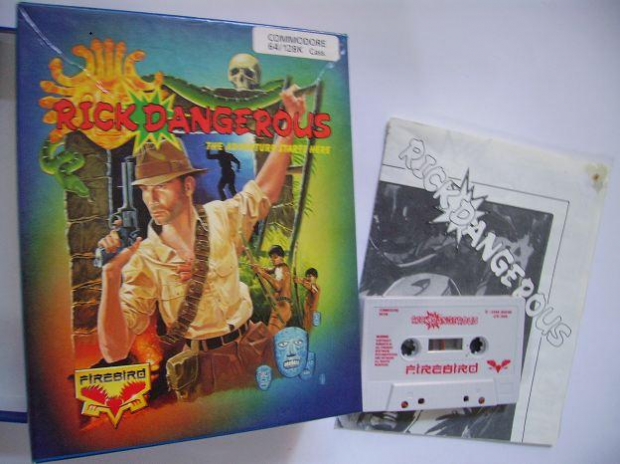 COMMODORE
64/128K Cass
RICK DANGEROUS
THE ADVENTURE STARTS HERE
FIREBIRD
RICK DANGEROUS
RICK DANGEROUS
FIREBIRD